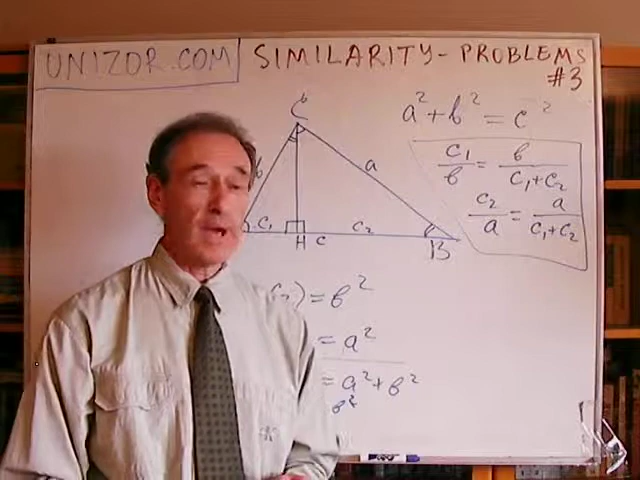 UNIZOR.COM
SIMILARITY - PROBLEMS
#3
C
a² + b² = c²
b
a
c₁/b = b/(c₁+c₂)
c₂/a = a/(c₁+c₂)
c₁
c₂
H
c
B
) = b²
= a²
= a² + b²
b²